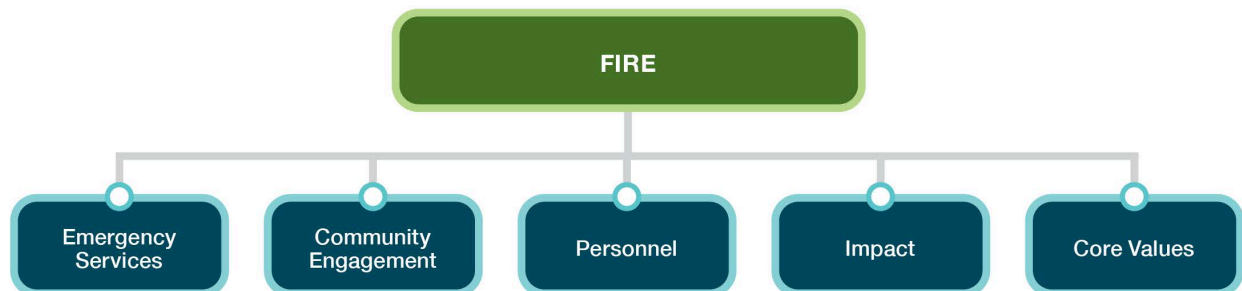 FIRE
Emergency
Services
Community
Engagement
Personnel
Impact
Core Values